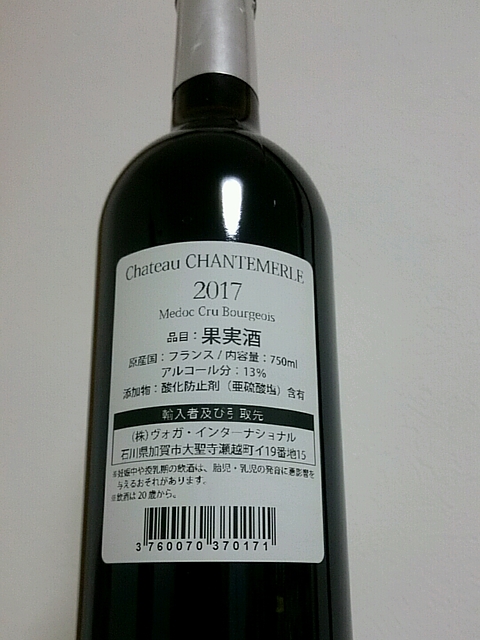 Chateau CHANTEMERLE
2017
Medoc Cru Bourgeois
品目：果実酒
原産国：フランス / 内容量：750ml
アルコール分：13%
添加物：酸化防止剤（亜硫酸塩）含有
輸入者及び引取先
（株）ヴォガ・インターナショナル
石川県加賀市大聖寺瀬越町イ19番地15
※妊娠中や授乳期の飲酒は、胎児・乳児の発育に悪影響を
与えるおそれがあります。
※飲酒は20歳から。
3 760070 370171